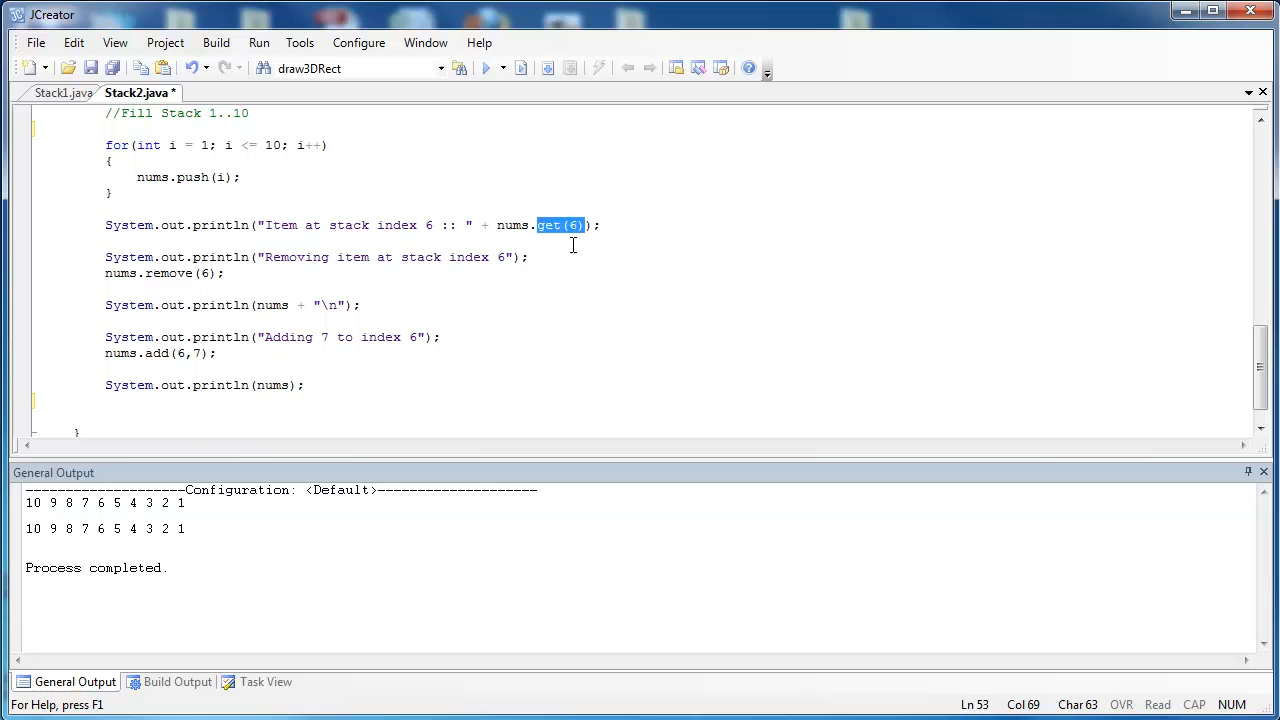 JCreator
File Edit View Project Build Run Tools Configure Window Help
draw3DRect
Stack1.java Stack2.java *
//Fill Stack 1..10
for(int i = 1; i <= 10; i++)
{
nums.push(i);
}
System.out.println("Item at stack index 6 :: " + nums.get(6));
System.out.println("Removing item at stack index 6");
nums.remove(6);
System.out.println(nums + "\n");
System.out.println("Adding 7 to index 6");
nums.add(6,7);
System.out.println(nums);
}
General Output
--------------------Configuration: <Default>--------------------
10 9 8 7 6 5 4 3 2 1
10 9 8 7 6 5 4 3 2 1
Process completed.
General Output Build Output Task View
For Help, press F1 Ln 53 Col 69 Char 63 OVR Read CAP NUM